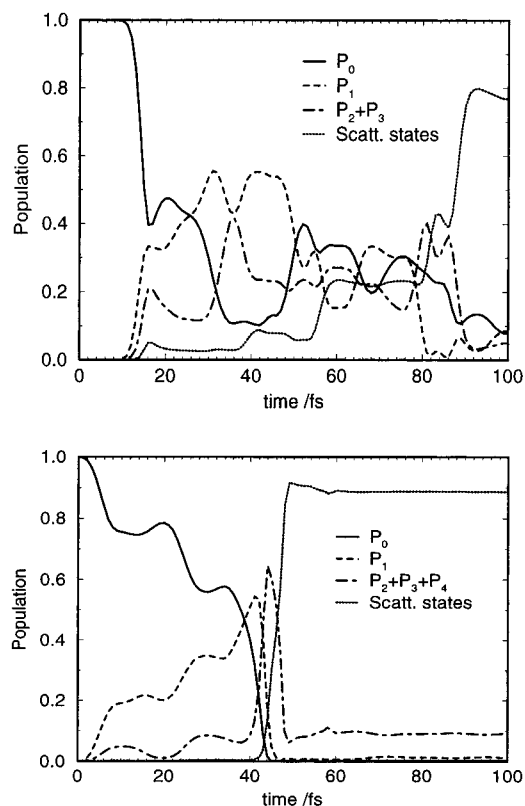 1.0
0.8
0.6
0.4
0.2
0.0
Population
P0
P1
P2+P3
Scatt. states
0 20 40 60 80 100
time /fs
1.0
0.8
0.6
0.4
0.2
0.0
Population
P0
P1
P2+P3+P4
Scatt. states
0 20 40 60 80 100
time /fs